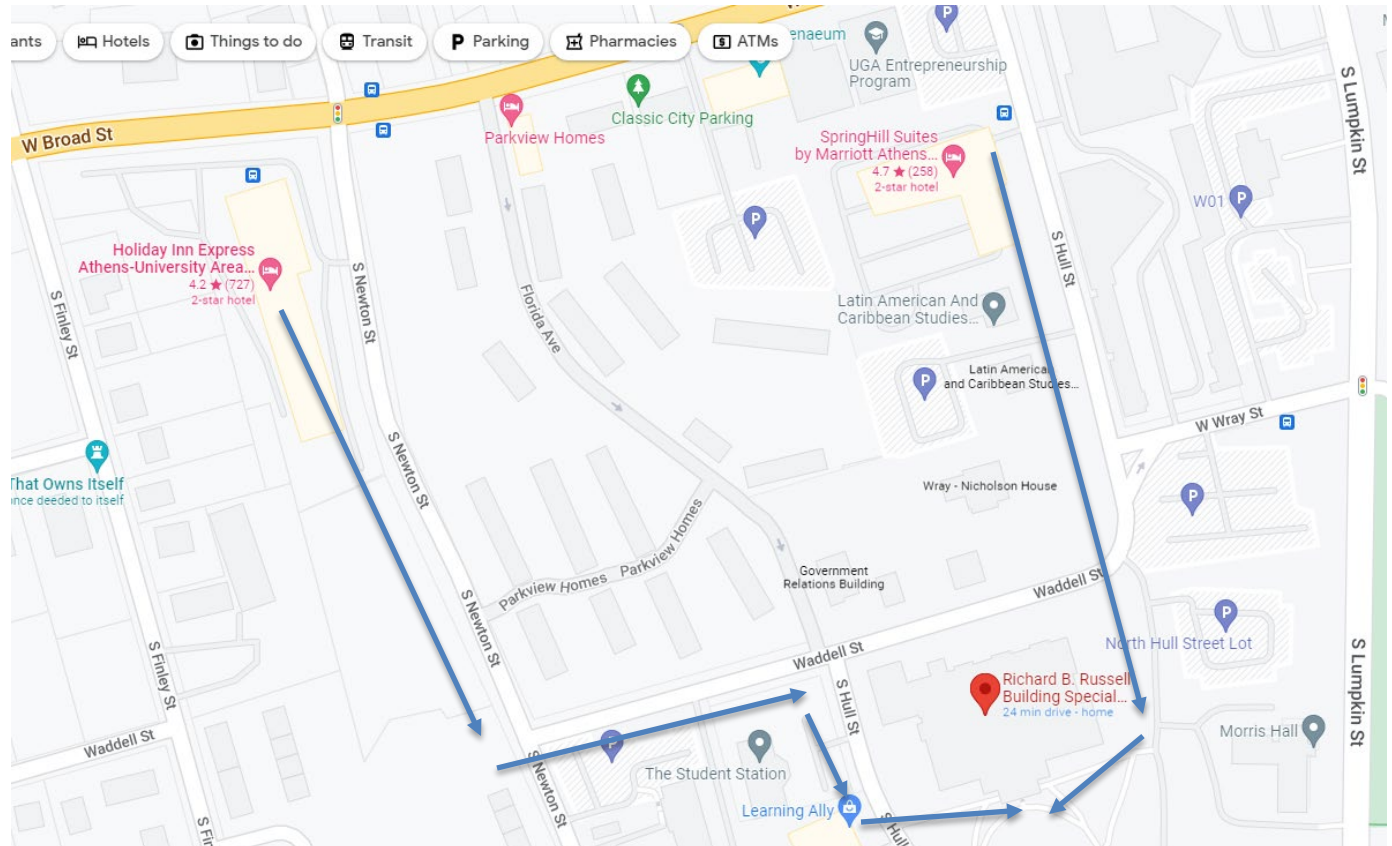 ants
Hotels
Things to do
Transit
P Parking
Pharmacies
ATMs
enaeum
UGA Entrepreneurship
Program
W Broad St
Parkview Homes
Classic City Parking
SpringHill Suites
by Marriott Athens...
4.7 ★ (258)
2-star hotel
P
P
W01 P
S Lumpkin St
Holiday Inn Express
Athens-University Area...
4.2 ★ (727)
2-star hotel
S Finley St
S Newton St
Florida Ave
S Hull St
Latin American And
Caribbean Studies...
Latin American
and Caribbean Studies...
P
W Wray St
That Owns Itself
once deeded to itself
S Newton St
Wray - Nicholson House
P
Parkview Homes
Parkview Homes
Government
Relations Building
Waddell St
P
North Hull Street Lot
S Newton St
S Finley St
Waddell St
S Hull St
Richard B. Russell
Building Special...
24 min drive - home
Morris Hall
S Lumpkin St
Waddell St
P
The Student Station
S Newton St
Learning Ally
S Hull
S Fin